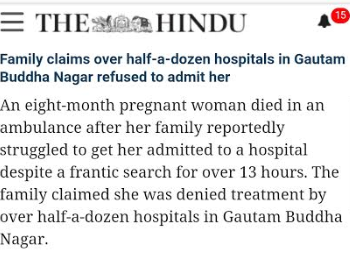 THE HINDU
15
Family claims over half-a-dozen hospitals in Gautam
Buddha Nagar refused to admit her
An eight-month pregnant woman died in an
ambulance after her family reportedly
struggled to get her admitted to a hospital
despite a frantic search for over 13 hours. The
family claimed she was denied treatment by
over half-a-dozen hospitals in Gautam Buddha
Nagar.